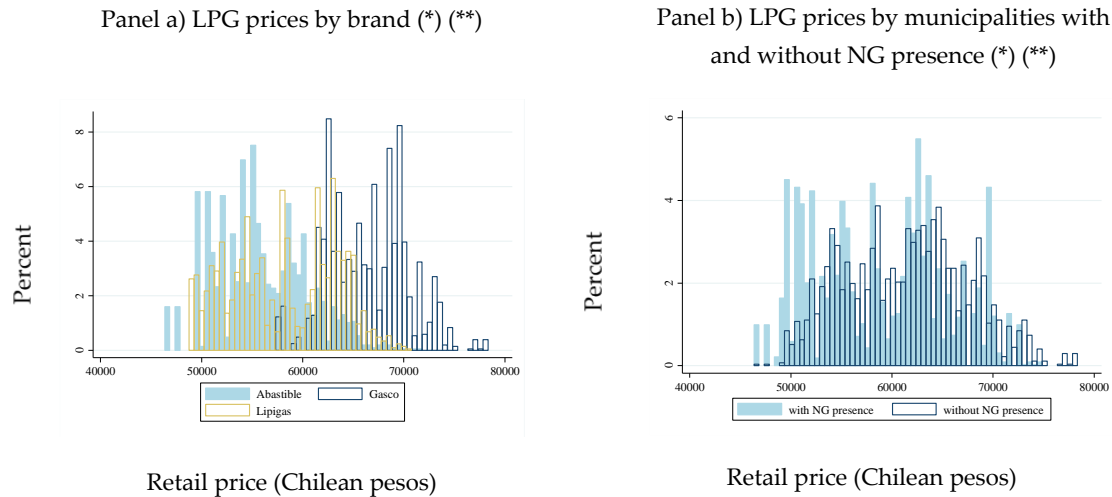 Panel a) LPG prices by brand (*) (**)
8
6
4
2
0
Percent
40000 50000 60000 70000 80000
Abastible Gasco
Lipigas
Retail price (Chilean pesos)
Panel b) LPG prices by municipalities with
and without NG presence (*) (**)
6
4
2
0
Percent
40000 50000 60000 70000 80000
with NG presence without NG presence
Retail price (Chilean pesos)